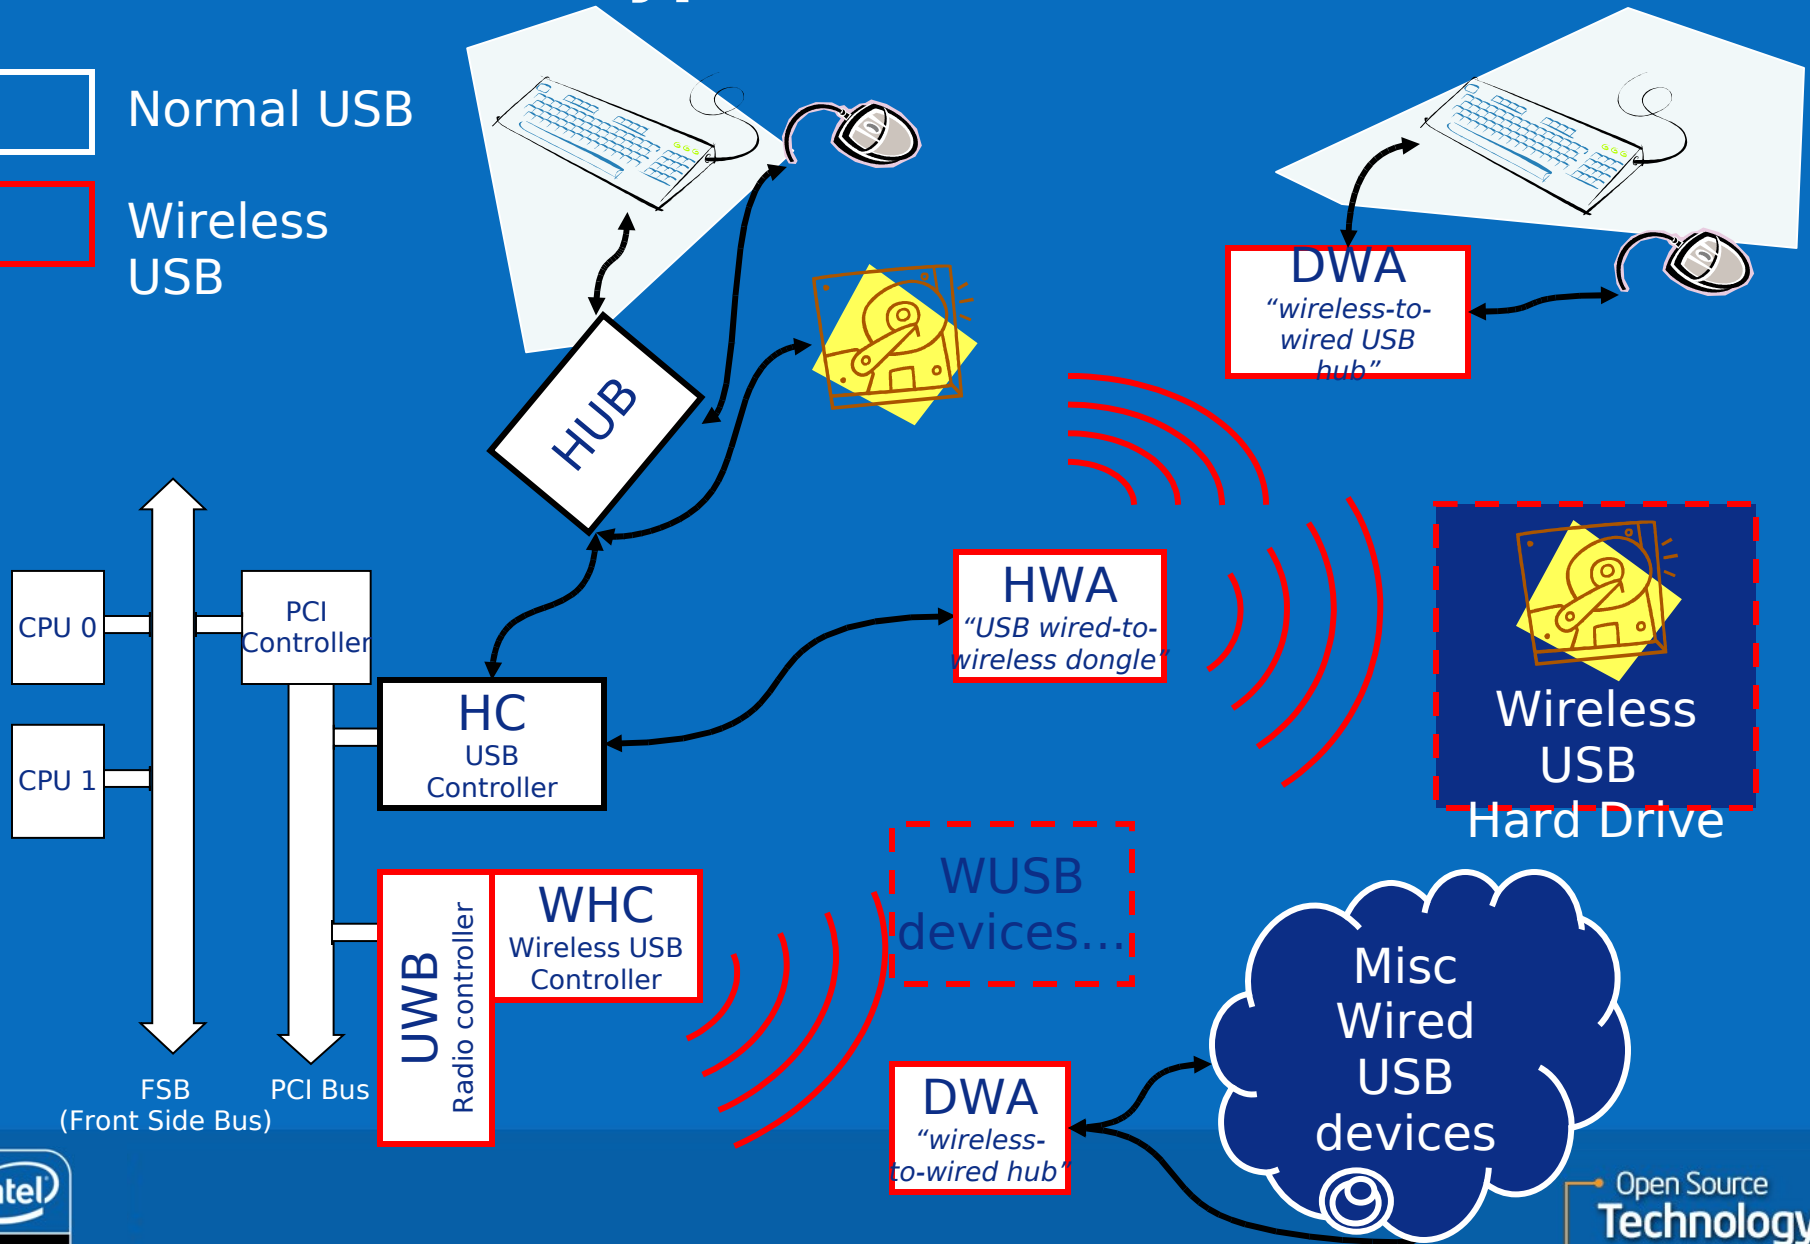 Normal USB
Wireless
USB
DWA
“wireless-to-
wired USB
hub”
HUB
HWA
“USB wired-to-
wireless dongle”
CPU 0
PCI
Controller
HC
USB
Controller
CPU 1
Wireless
USB
Hard Drive
WUSB
devices...
WHC
Wireless USB
Controller
UWB
Radio controller
Misc
Wired
USB
devices
FSB
(Front Side Bus)
PCI Bus
DWA
“wireless-
to-wired hub”
Open Source
Technology